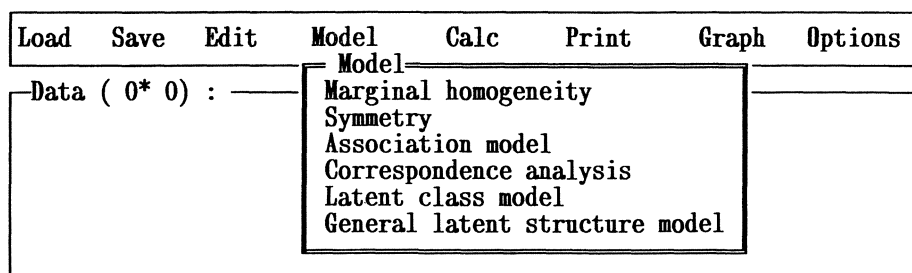 Load Save Edit Model Calc Print Graph Options
Model
Data ( 0* 0) :
Marginal homogeneity
Symmetry
Association model
Correspondence analysis
Latent class model
General latent structure model